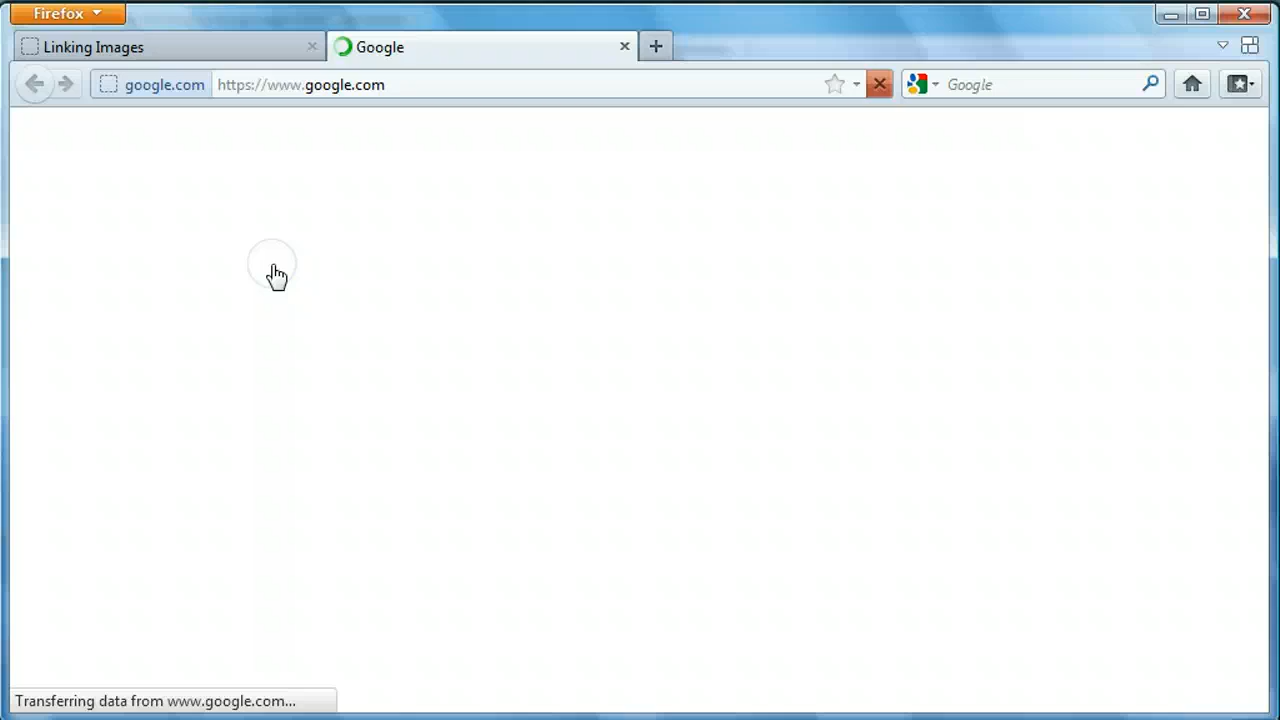 Firefox
Linking Images
Google
google.com https://www.google.com
Google
Transferring data from www.google.com...